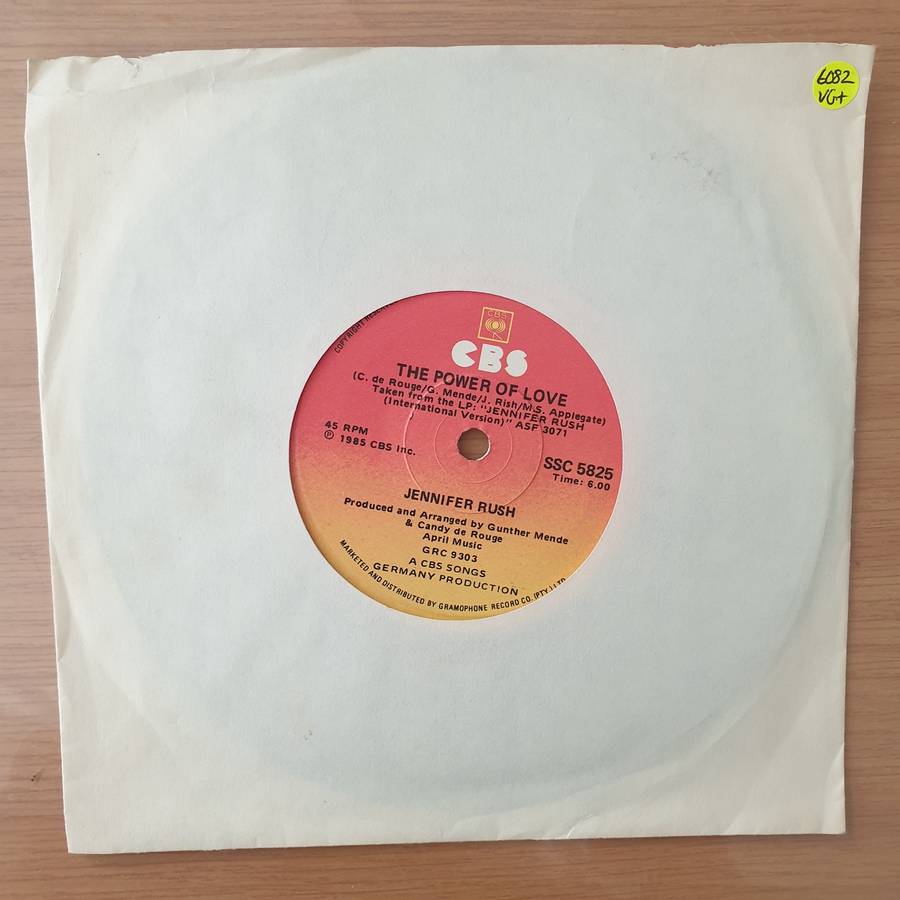 6082
VG+
COPYRIGHT
CBS
CBS
THE POWER OF LOVE
(C. de Rouge/G. Mende/J. Rish/M.S. Applegate)
Taken from the LP: "JENNIFER RUSH
(International Version)" ASF 3071
45 RPM
Ⓟ 1985 CBS Inc.
SSC 5825
Time: 6.00
JENNIFER RUSH
Produced and Arranged by Gunther Mende
& Candy de Rouge
April Music
GRC 9303
A CBS SONGS
GERMANY PRODUCTION
MARKETED AND DISTRIBUTED BY GRAMOPHONE RECORD CO. (PTY.) LTD